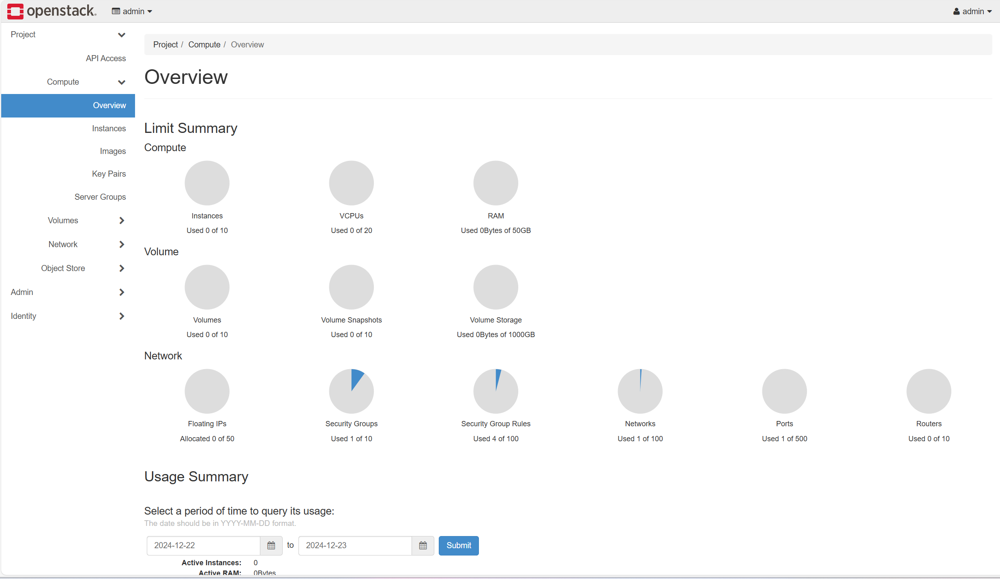 openstack. admin admin
Project
API Access
Compute
Overview
Instances
Images
Key Pairs
Server Groups
Volumes
Network
Object Store
Admin
Identity
Project / Compute / Overview
Overview
Limit Summary
Compute
Instances VCPUs RAM
Used 0 of 10 Used 0 of 20 Used 0Bytes of 50GB
Volume
Volumes Volume Snapshots Volume Storage
Used 0 of 10 Used 0 of 10 Used 0Bytes of 1000GB
Network
Floating IPs Security Groups Security Group Rules Networks Ports Routers
Allocated 0 of 50 Used 1 of 10 Used 4 of 100 Used 1 of 100 Used 1 of 500 Used 0 of 10
Usage Summary
Select a period of time to query its usage:
The date should be in YYYY-MM-DD format.
2024-12-22 to 2024-12-23 Submit
Active Instances: 0
Active RAM: 0Bytes